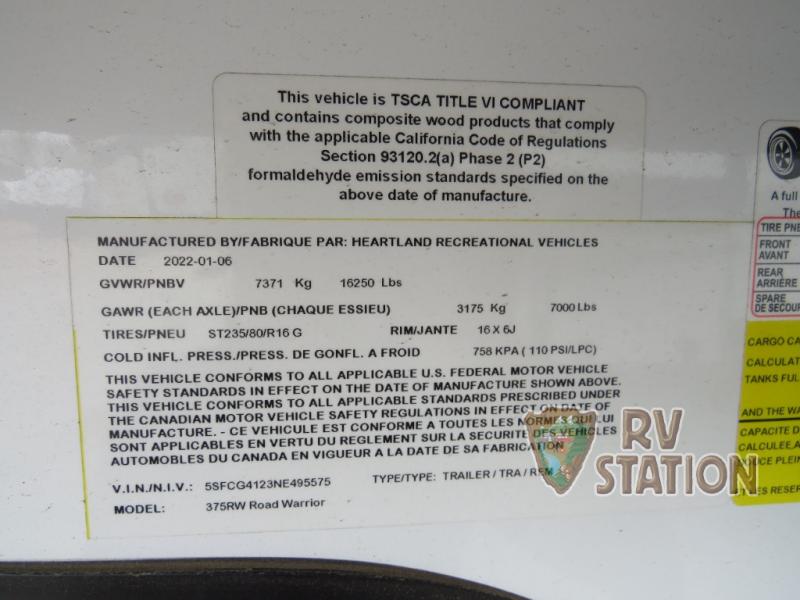 This vehicle is TSCA TITLE VI COMPLIANT
and contains composite wood products that comply
with the applicable California Code of Regulations
Section 93120.2(a) Phase 2 (P2)
formaldehyde emission standards specified on the
above date of manufacture.
MANUFACTURED BY/FABRIQUE PAR: HEARTLAND RECREATIONAL VEHICLES
DATE 2022-01-06
GVWR/PNBV 7371 Kg 16250 Lbs
GAWR (EACH AXLE)/PNB (CHAQUE ESSIEU) 3175 Kg 7000 Lbs
TIRES/PNEU ST235/80/R16 G RIM/JANTE 16 X 6J
COLD INFL. PRESS./PRESS. DE GONFL. A FROID 758 KPA ( 110 PSI/LPC)
THIS VEHICLE CONFORMS TO ALL APPLICABLE U.S. FEDERAL MOTOR VEHICLE
SAFETY STANDARDS IN EFFECT ON THE DATE OF MANUFACTURE SHOWN ABOVE.
THIS VEHICLE CONFORMS TO ALL APPLICABLE STANDARDS PRESCRIBED UNDER
THE CANADIAN MOTOR VEHICLE SAFETY REGULATIONS IN EFFECT ON DATE OF
MANUFACTURE. - CE VEHICULE EST CONFORME A TOUTES LES NORMES QUI LUI
SONT APPLICABLES EN VERTU DU REGLEMENT SUR LA SECURITE DES VEHICLES
AUTOMOBILES DU CANADA EN VIGUEUR A LA DATE DE SA FABRICATION
V.I.N./N.I.V.: 5SFCG4123NE495575 TYPE/TYPE: TRAILER / TRA / REM
MODEL: 375RW Road Warrior
A full
The
TIRE PNE
FRONT
AVANT
REAR
ARRIÈRE
SPARE
DE SECOUR
CARGO CA
CALCULAT
TANKS FUL
AND THE WA
CAPACITE D
CALCULEE
DUCE PLEIN
RV
STATION